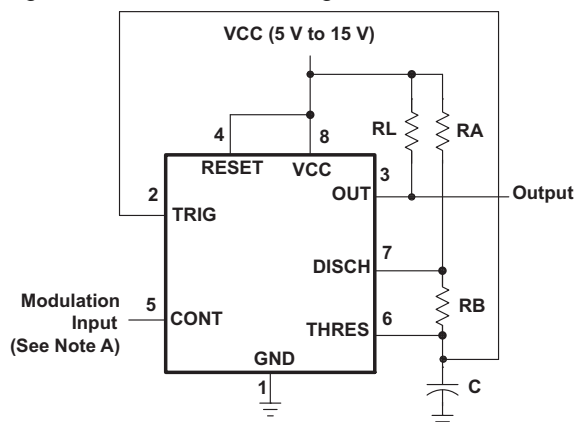 VCC (5 V to 15 V)
4
8
RL
RA
RESET
VCC
3
2
OUT
Output
TRIG
7
DISCH
Modulation
Input
(See Note A)
5
CONT
RB
6
THRES
GND
1
C